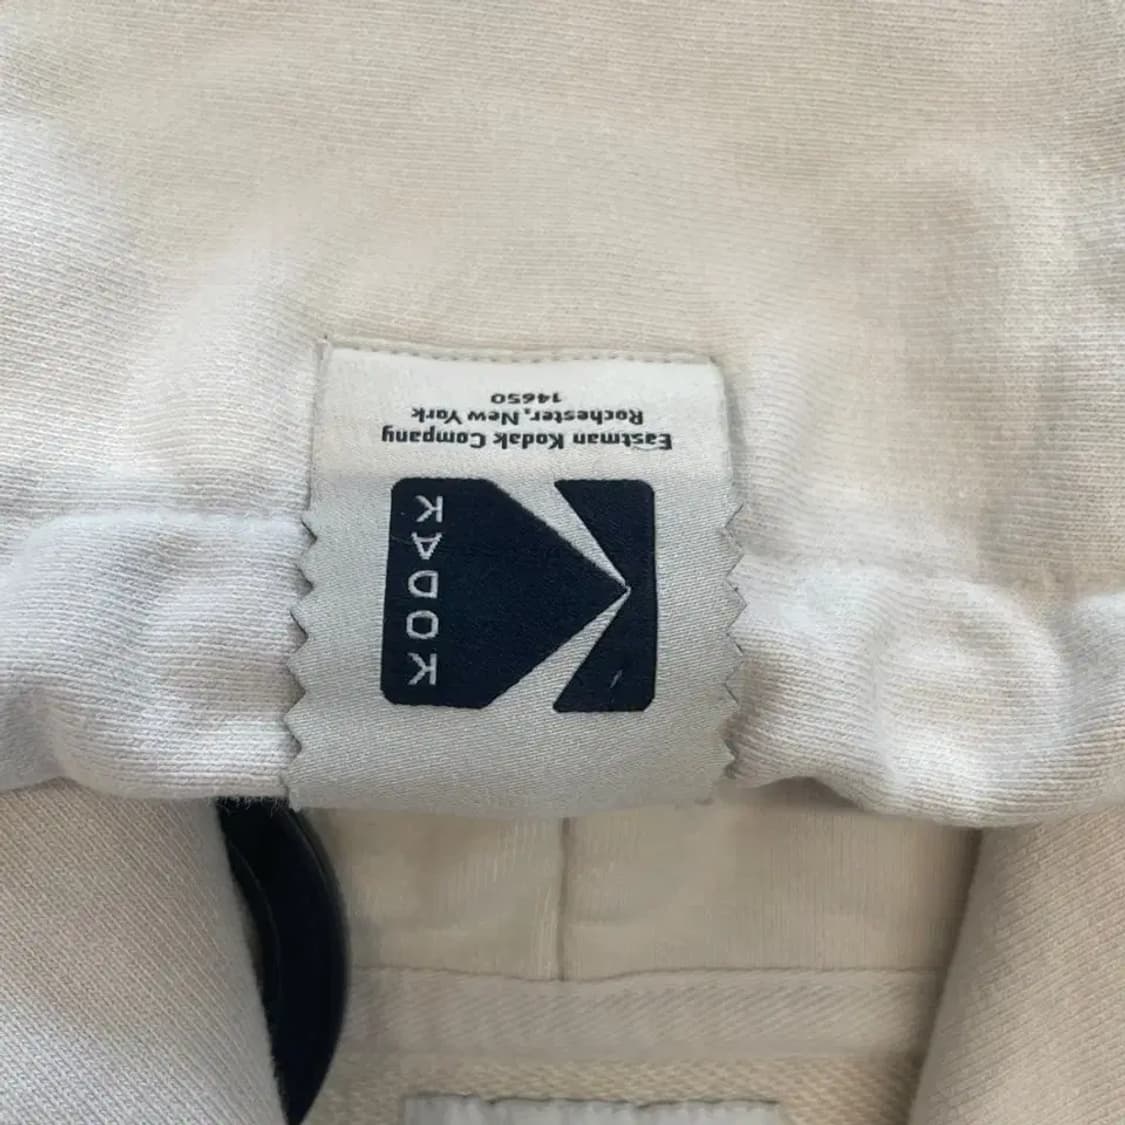 KODAK
Eastman Kodak Company
Rochester, New York
14650